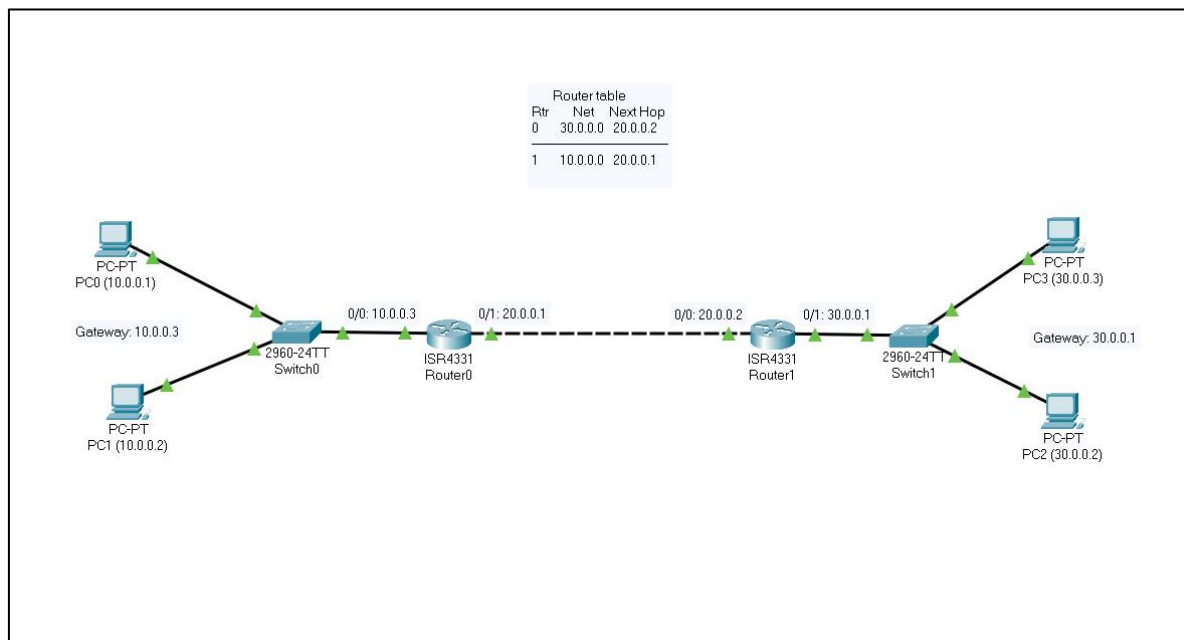 Router table
Rtr Net Next Hop
0 30.0.0.0 20.0.0.2
1 10.0.0.0 20.0.0.1
PC-PT
PC0 (10.0.0.1)
PC-PT
PC3 (30.0.0.3)
Gateway: 10.0.0.3
0/0: 10.0.0.3
0/1: 20.0.0.1
0/0: 20.0.0.2
0/1: 30.0.0.1
Gateway: 30.0.0.1
2960-24TT
Switch0
ISR4331
Router0
ISR4331
Router1
2960-24TT
Switch1
PC-PT
PC1 (10.0.0.2)
PC-PT
PC2 (30.0.0.2)